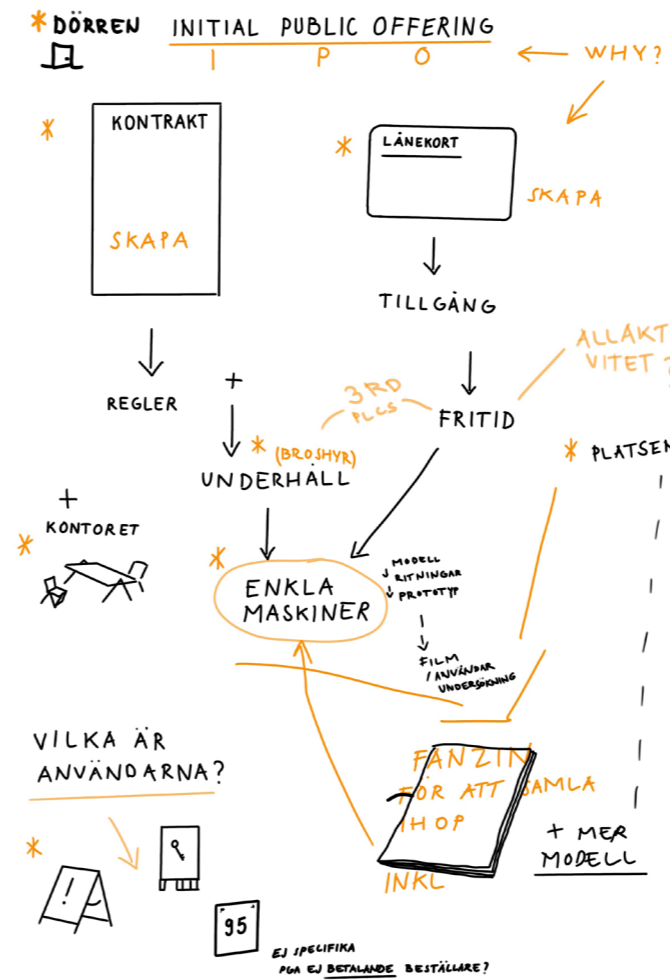 * DÖRREN
INITIAL PUBLIC OFFERING
I P O
WHY?
* KONTRAKT
SKAPA
* LÅNEKORT
SKAPA
TILLGÅNG
REGLER
+
ALLAKT
VITET
3RD
PLCS
FRITID
* (BROSHYR)
UNDERHÅLL
* PLATSEN
+
KONTORET
*
*
ENKLA
MASKINER
MODELL
RITNINGAR
PROTOTYP
FILM
/ ANVÄNDAR
UNDERSÖKNING
VILKA ÄR
ANVÄNDARNA?
FANZIN
FÖR ATT SAMLA
IHOP
INKL
+ MER
MODELL
*
!
95
EJ SPECIFIKA
PGA EJ BETALANDE BESTÄLLARE?